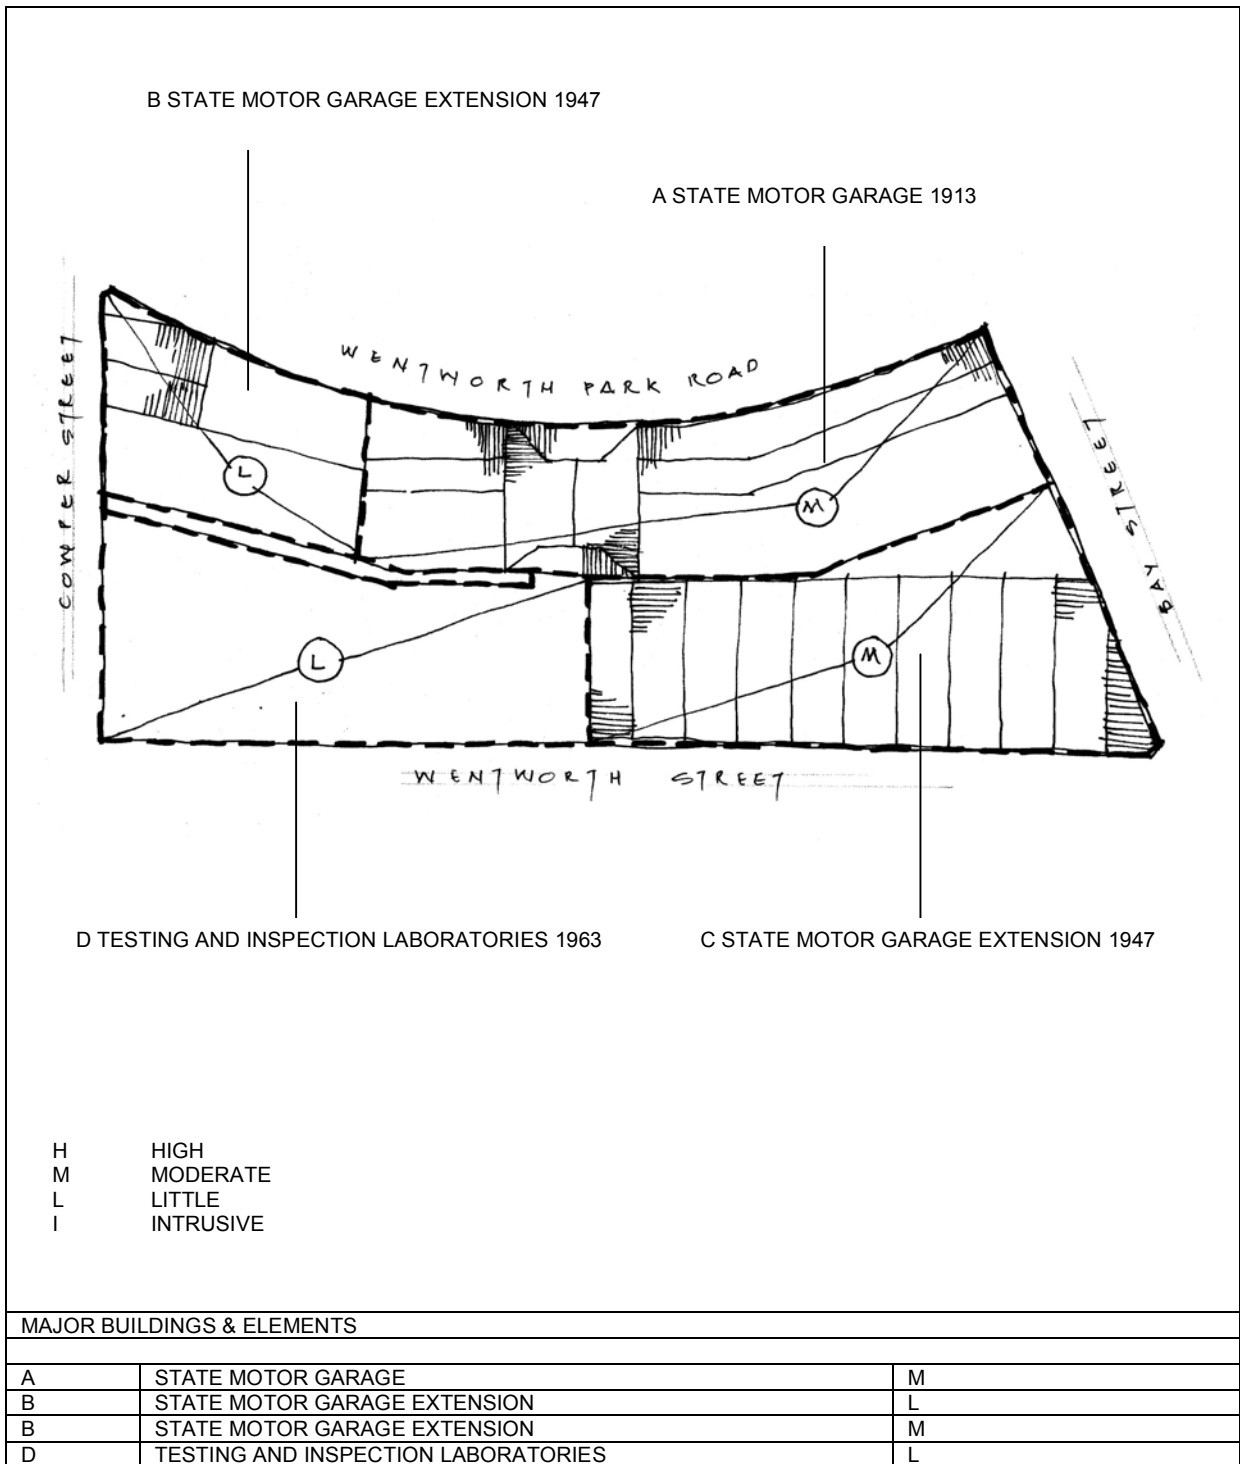 B STATE MOTOR GARAGE EXTENSION 1947
A STATE MOTOR GARAGE 1913
COWPER STREET
WENTWORTH PARK ROAD
L
M
BAY STREET
L
M
WENTWORTH STREET
D TESTING AND INSPECTION LABORATORIES 1963
C STATE MOTOR GARAGE EXTENSION 1947
H HIGH
M MODERATE
L LITTLE
I INTRUSIVE
MAJOR BUILDINGS & ELEMENTS
A STATE MOTOR GARAGE M
B STATE MOTOR GARAGE EXTENSION L
B STATE MOTOR GARAGE EXTENSION M
D TESTING AND INSPECTION LABORATORIES L